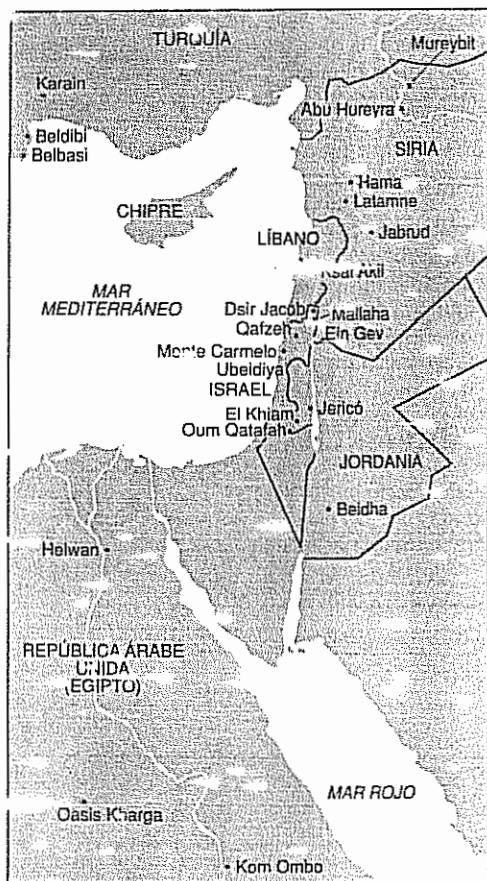 TURQUÍA
Mureybit
Karain
Abu Hureyra
Beldibi
Belbasi
SIRIA
Hama
Latamne
CHIPRE
Jabrud
LÍBANO
Ksai Akil
MAR
MEDITERRÁNEO
Dsir Jacob
Mallaha
Qafzeh
Ein Gev
Monte Carmelo
Ubeidiya
ISRAEL
El Khiam
Jericó
Oum Qatafah
JORDANIA
Beidha
Helwan
REPÚBLICA ÁRABE
UNIDA
(EGIPTO)
MAR ROJO
Oasis Kharga
Kom Ombo